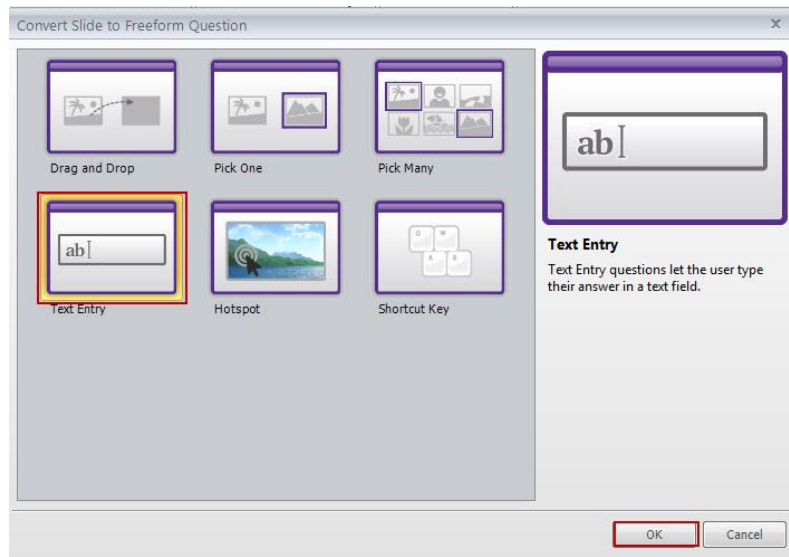 Convert Slide to Freeform Question
x
Drag and Drop
Pick One
Pick Many
ab
Text Entry
Hotspot
Q W
A B
Shortcut Key
ab
Text Entry
Text Entry questions let the user type
their answer in a text field.
OK
Cancel